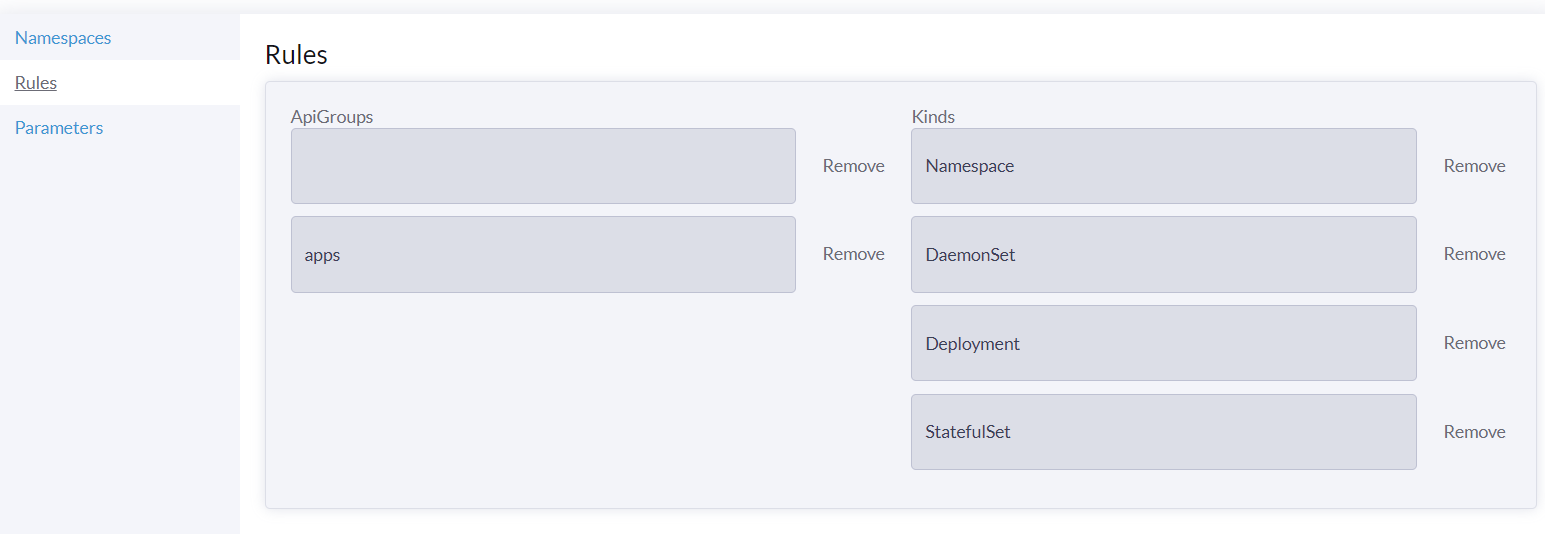 Namespaces
Rules
Parameters
Rules
ApiGroups
Remove
apps
Remove
Kinds
Namespace
Remove
DaemonSet
Remove
Deployment
Remove
StatefulSet
Remove